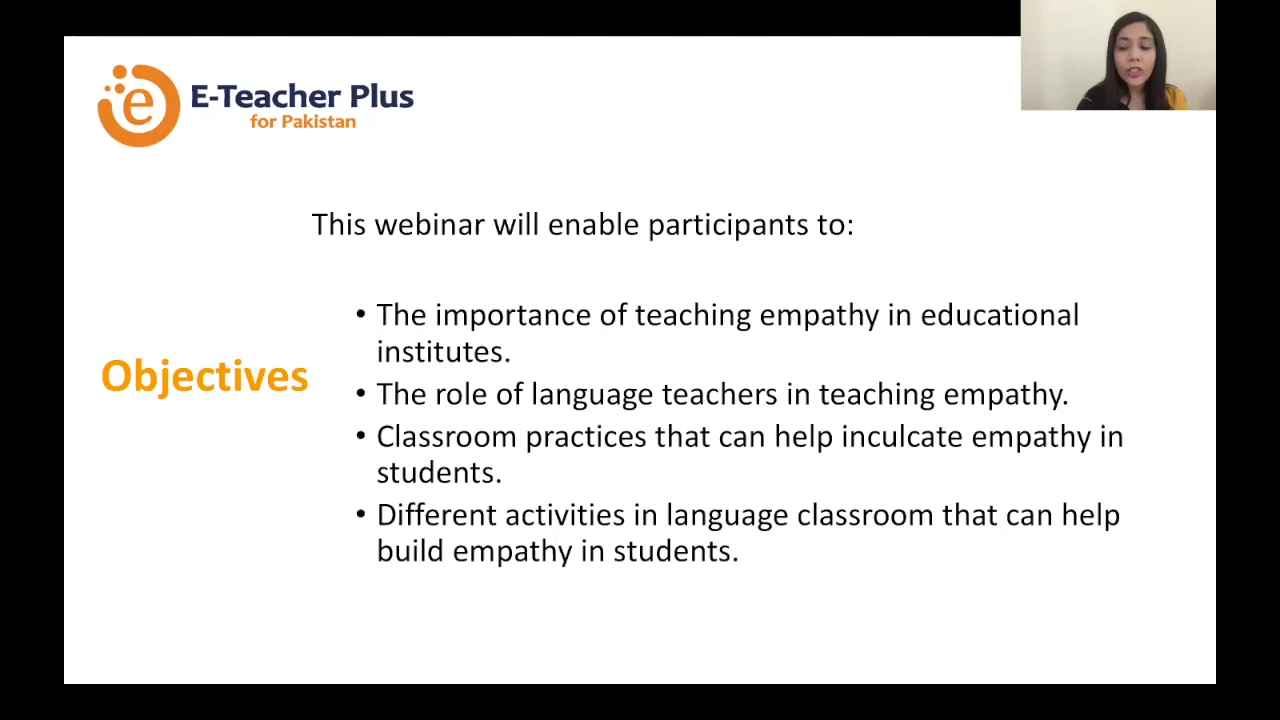 e
E-Teacher Plus
for Pakistan
This webinar will enable participants to:
Objectives
• The importance of teaching empathy in educational
institutes.
• The role of language teachers in teaching empathy.
• Classroom practices that can help inculcate empathy in
students.
• Different activities in language classroom that can help
build empathy in students.